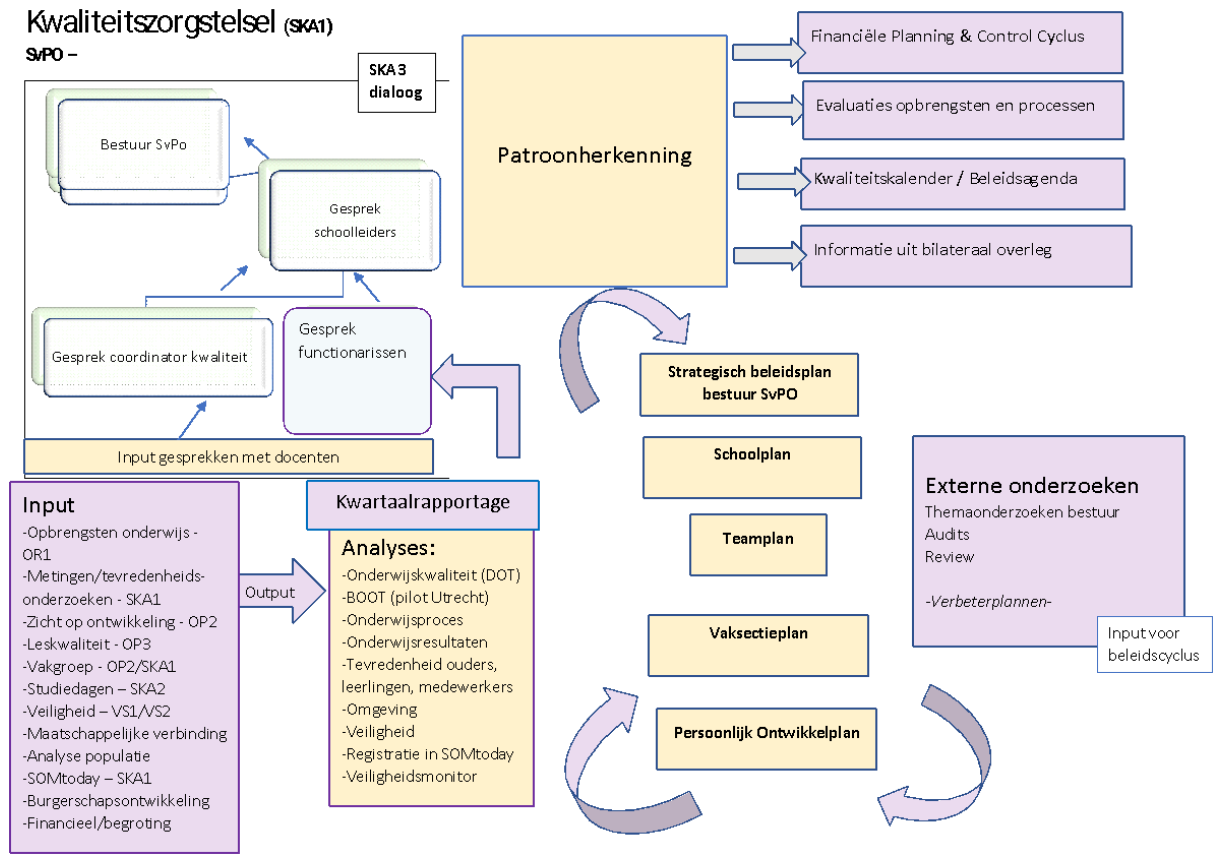 Kwaliteitszorgstelsel (SKA1)
SvPO –
SKA3
dialoog
Bestuur SvPo
Gesprek
schoolleiders
Gesprek coordinator kwaliteit
Gesprek
functionarissen
Input gesprekken met docenten
Patroonherkenning
Financiële Planning & Control Cyclus
Evaluaties opbrengsten en processen
Kwaliteitskalender / Beleidsagenda
Informatie uit bilateraal overleg
Input
-Opbrengsten onderwijs -
OR1
-Metingen/tevredenheids-
onderzoeken - SKA1
-Zicht op ontwikkeling - OP2
-Leskwaliteit - OP3
-Vakgroep - OP2/SKA1
-Studiedagen – SKA2
-Veiligheid – VS1/VS2
-Maatschappelijke verbinding
-Analyse populatie
-SOMtoday – SKA1
-Burgerschapsontwikkeling
-Financieel/begroting
Output
Kwartaalrapportage
Analyses:
-Onderwijskwaliteit (DOT)
-BOOT (pilot Utrecht)
-Onderwijsproces
-Onderwijsresultaten
-Tevredenheid ouders,
leerlingen, medewerkers
-Omgeving
-Veiligheid
-Registratie in SOMtoday
-Veiligheidsmonitor
Strategisch beleidsplan
bestuur SvPO
Schoolplan
Teamplan
Vaksectieplan
Persoonlijk Ontwikkelplan
Externe onderzoeken
Themaonderzoeken bestuur
Audits
Review
-Verbeterplannen-
Input voor
beleidscyclus